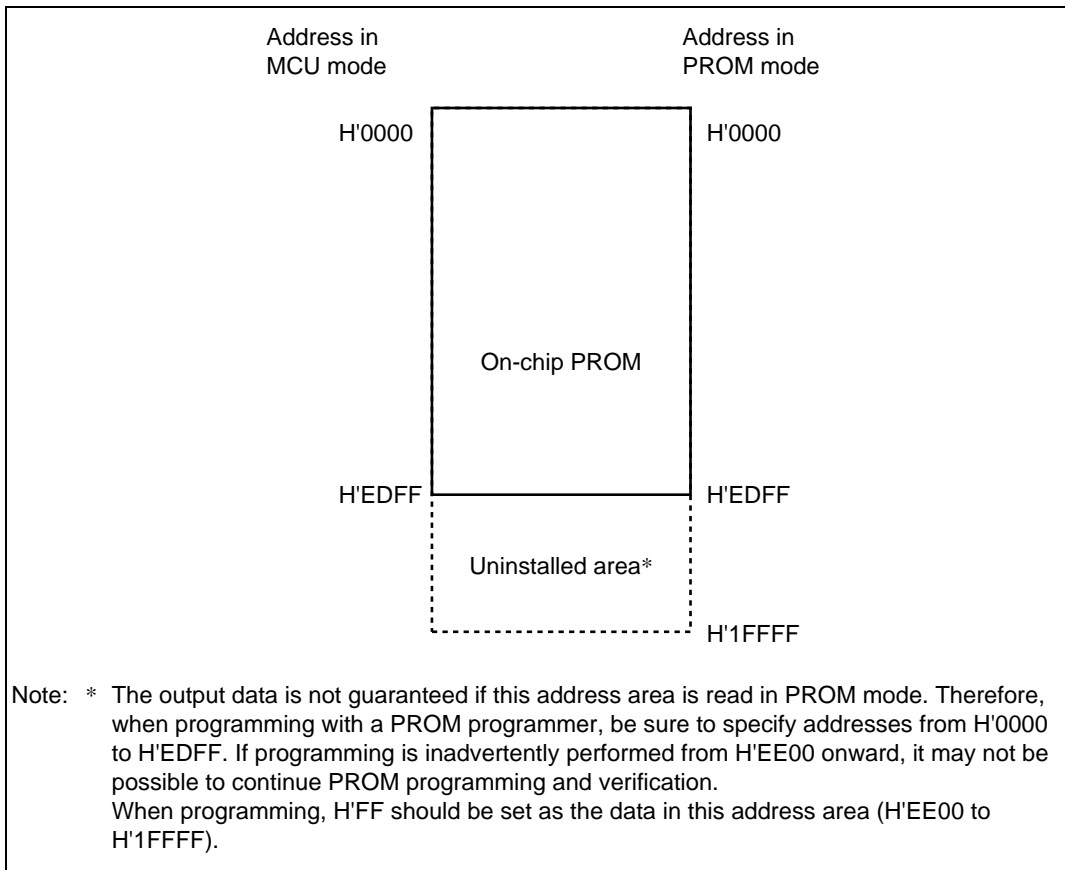 Address in
MCU mode
Address in
PROM mode
H'0000
H'0000
On-chip PROM
H'EDFF
H'EDFF
Uninstalled area*
H'1FFFF
Note: * The output data is not guaranteed if this address area is read in PROM mode. Therefore,
when programming with a PROM programmer, be sure to specify addresses from H'0000
to H'EDFF. If programming is inadvertently performed from H'EE00 onward, it may not be
possible to continue PROM programming and verification.
When programming, H'FF should be set as the data in this address area (H'EE00 to
H'1FFFF).